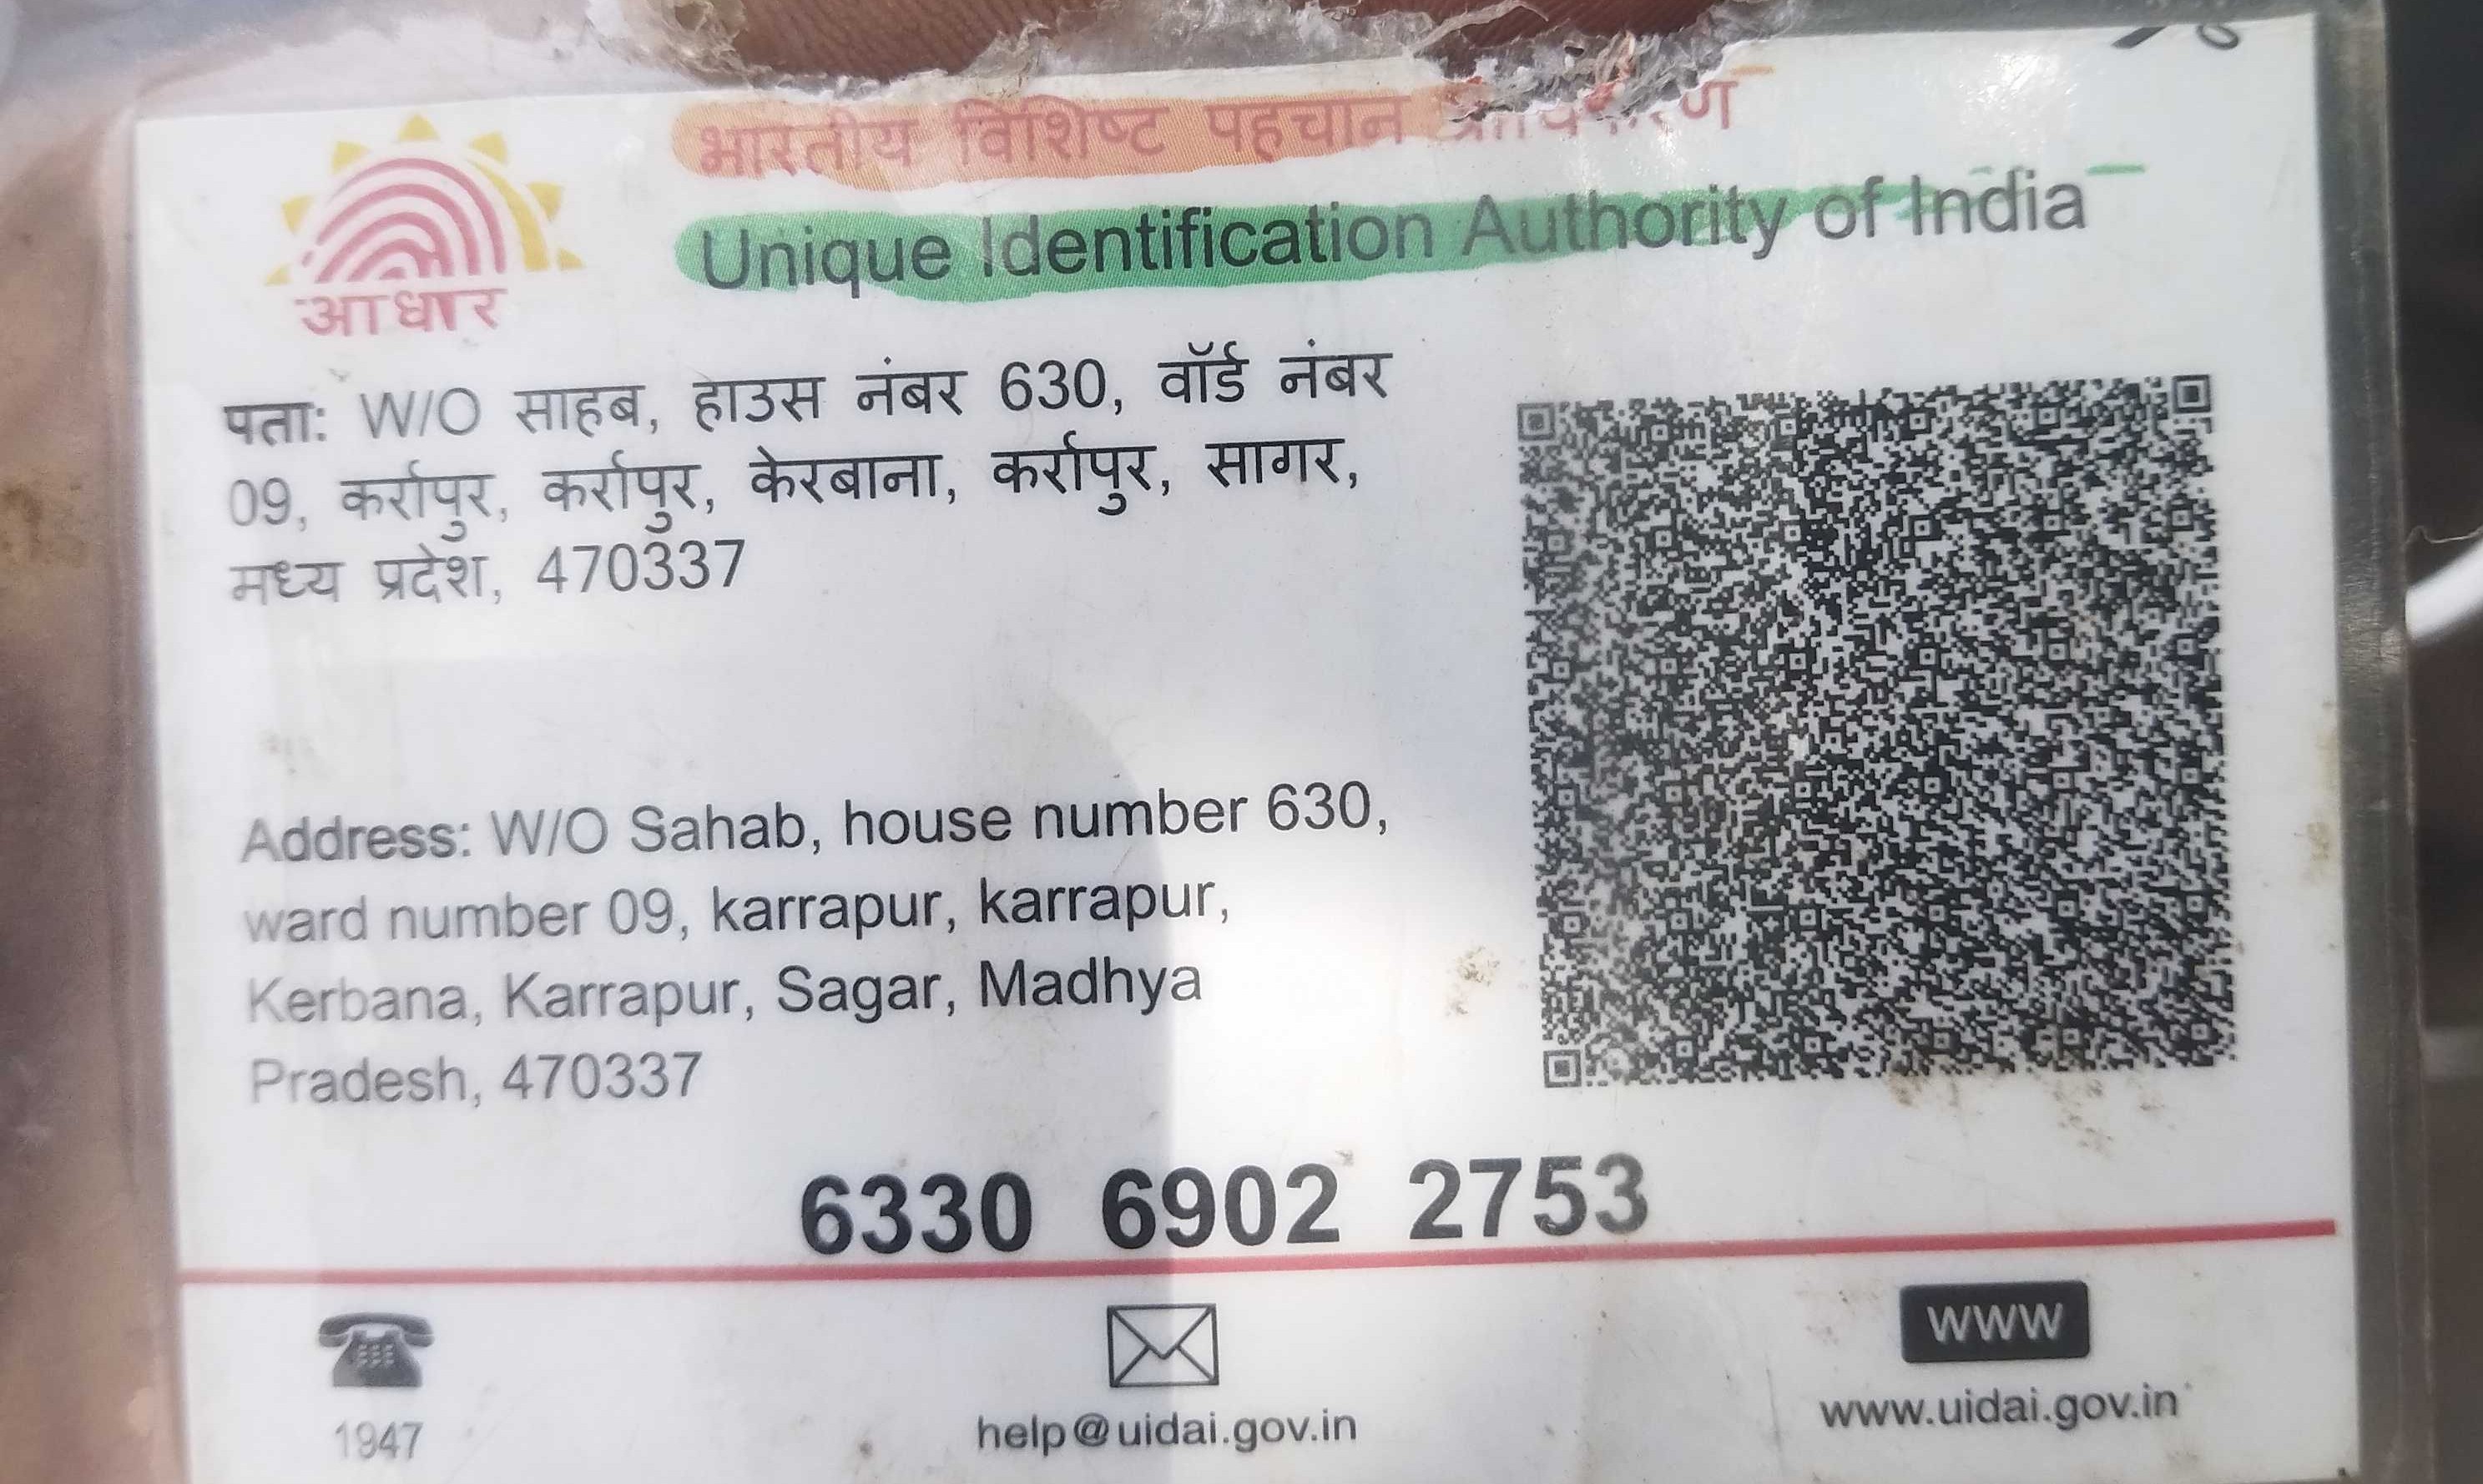 भारतीय विशिष्ट पहचान
Unique Identification Authority of India
आधार
पता: W/O साहब, हाउस नंबर 630, वॉर्ड नंबर
09, कर्रापुर, कर्रापुर, केरबाना, कर्रापुर, सागर,
मध्य प्रदेश, 470337
Address: W/O Sahab, house number 630,
ward number 09, karrapur, karrapur,
Kerbana, Karrapur, Sagar, Madhya
Pradesh, 470337
6330 6902 2753
WWW
1947
help@uidai.gov.in
www.uidai.gov.in